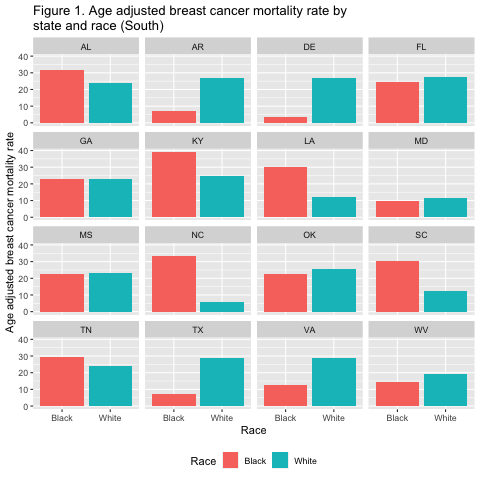 Figure 1. Age adjusted breast cancer mortality rate by
state and race (South)
Age adjusted breast cancer mortality rate
AL AR DE FL
40
30
20
10
0
GA KY LA MD
40
30
20
10
0
MS NC OK SC
40
30
20
10
0
TN TX VA WV
40
30
20
10
0
Black White Black White Black White Black White
Race
Race Black White